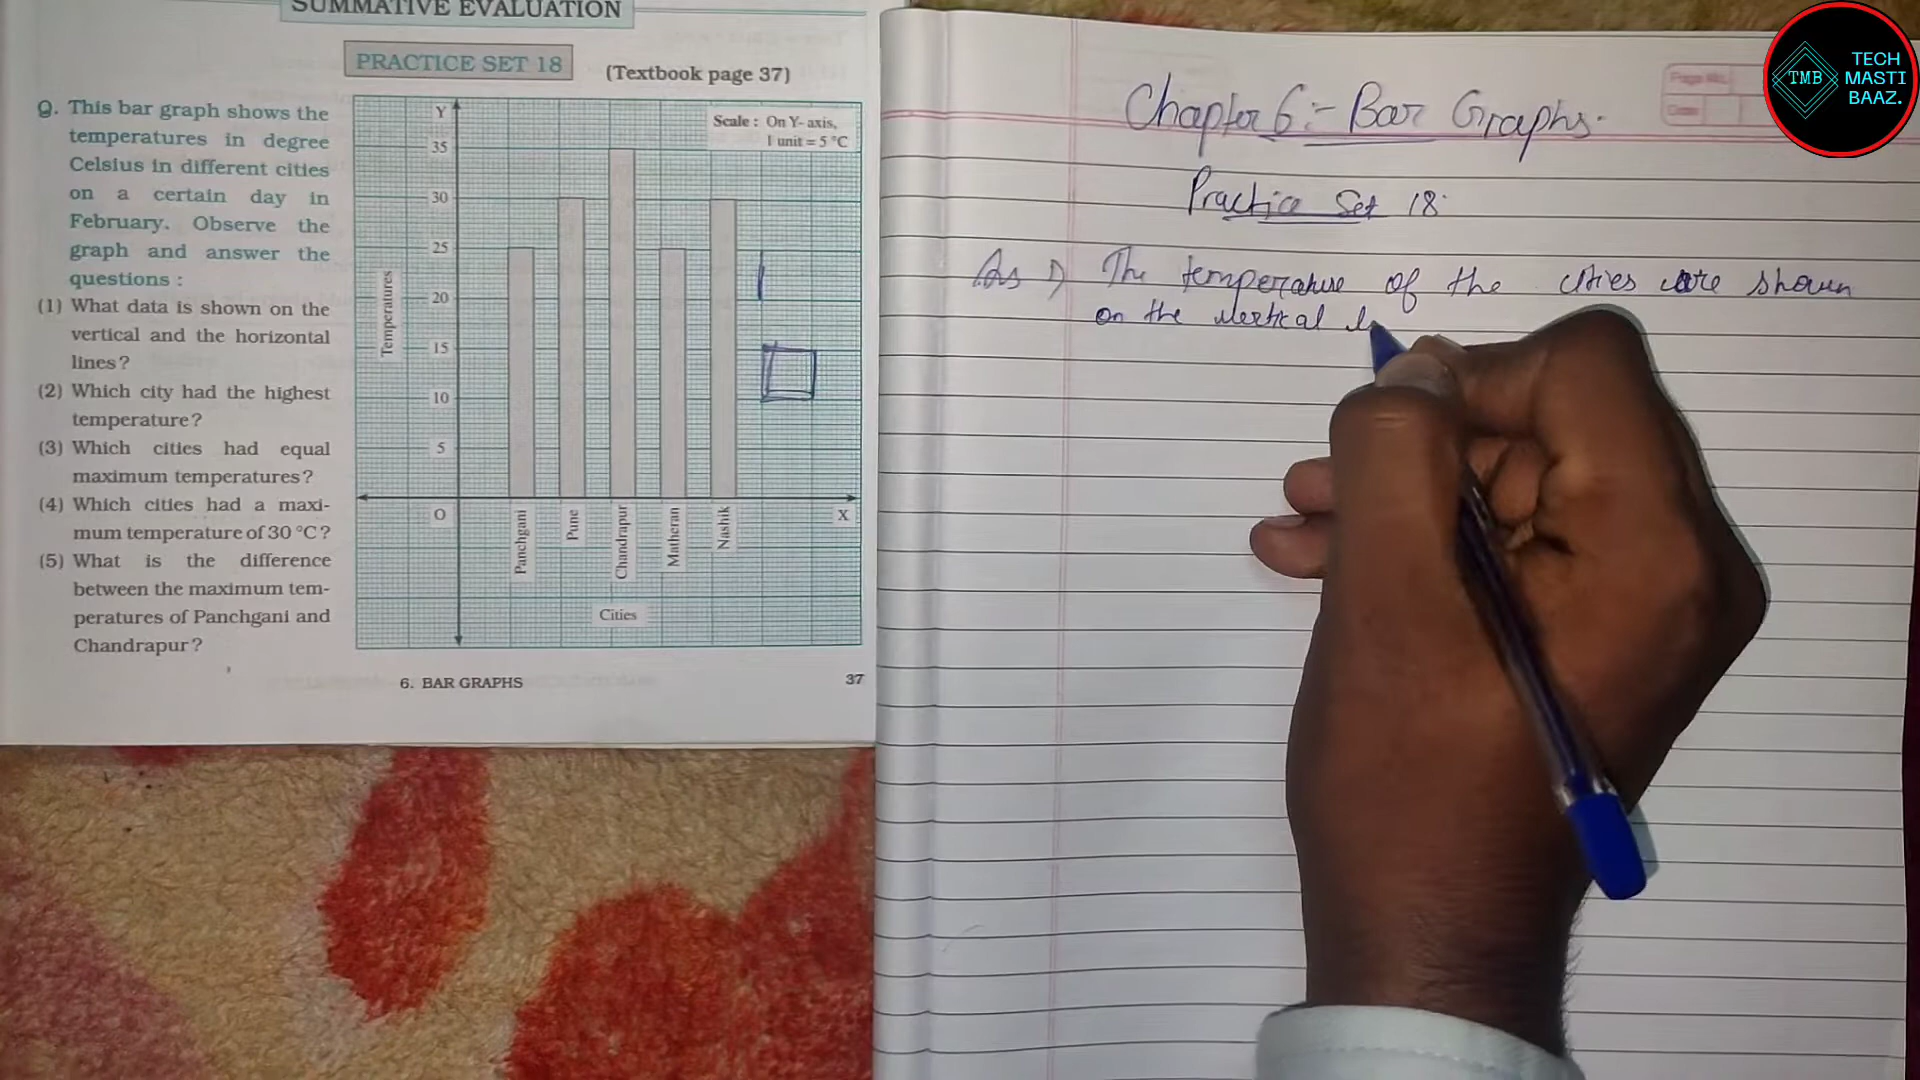 SUMMATIVE EVALUATION
PRACTICE SET 18
(Textbook page 37)
Q. This bar graph shows the
temperatures in degree
Celsius in different cities
on a certain day in
February. Observe the
graph and answer the
questions :
(1) What data is shown on the
vertical and the horizontal
lines?
(2) Which city had the highest
temperature?
(3) Which cities had equal
maximum temperatures?
(4) Which cities had a maxi-
mum temperature of 30 °C?
(5) What is the difference
between the maximum tem-
peratures of Panchgani and
Chandrapur?
Y
Scale : On Y- axis,
1 unit = 5 °C
35
30
25
20
15
10
5
O
X
Temperatures
Panchgani
Pune
Chandrapur
Matheran
Nashik
Cities
6. BAR GRAPHS
37
Chapter 6:- Bar Graphs.
Practice Set 18.
Ans 1) The temperature of the cities are shown
on the vertical
Page No.
Date
TMB
TECH
MASTI
BAAZ.